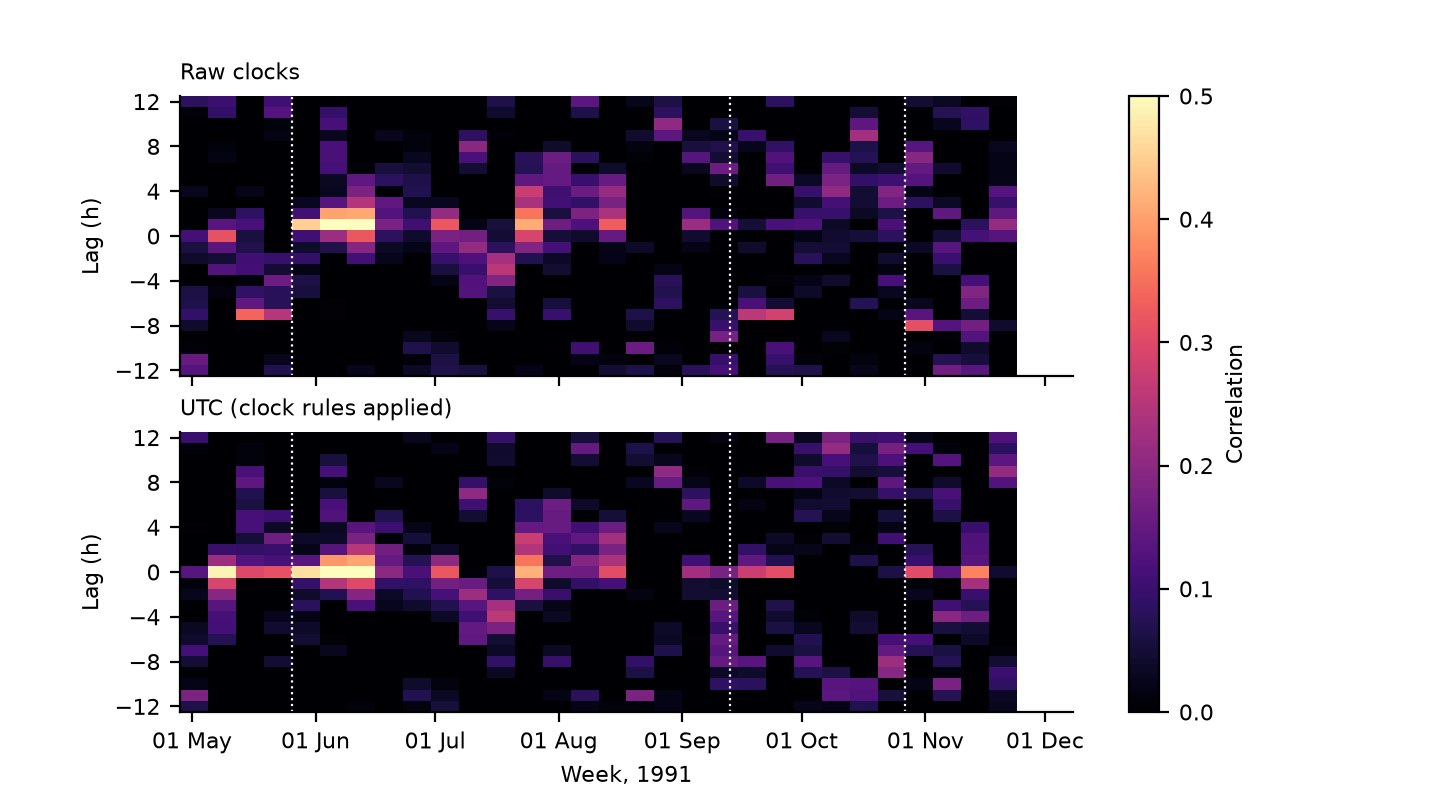 Raw clocks
12
8
4
0
−4
−8
−12
Lag (h)
UTC (clock rules applied)
12
8
4
0
−4
−8
−12
Lag (h)
01 May 01 Jun 01 Jul 01 Aug 01 Sep 01 Oct 01 Nov 01 Dec
Week, 1991
0.5
0.4
0.3
0.2
0.1
0.0
Correlation